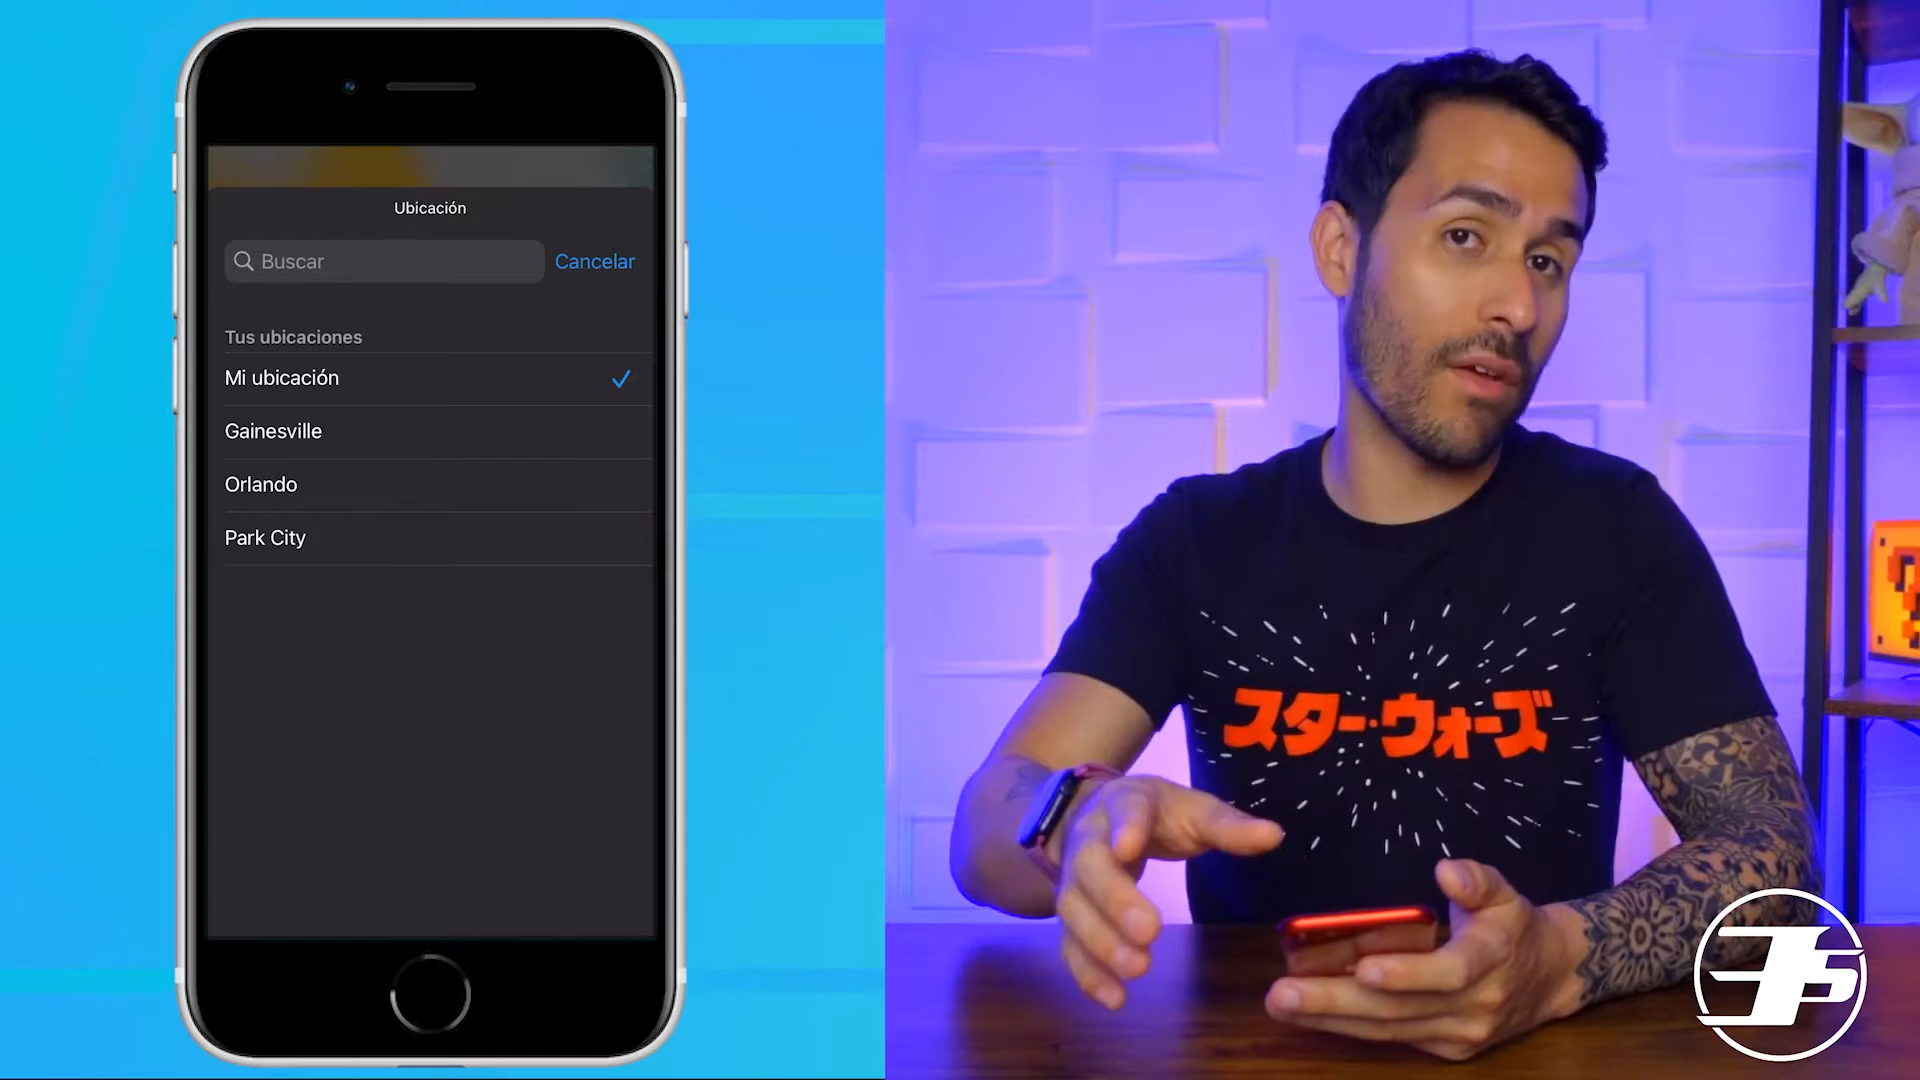 Ubicación
Buscar
Cancelar
Tus ubicaciones
Mi ubicación
Gainesville
Orlando
Park City
スター・ウォーズ